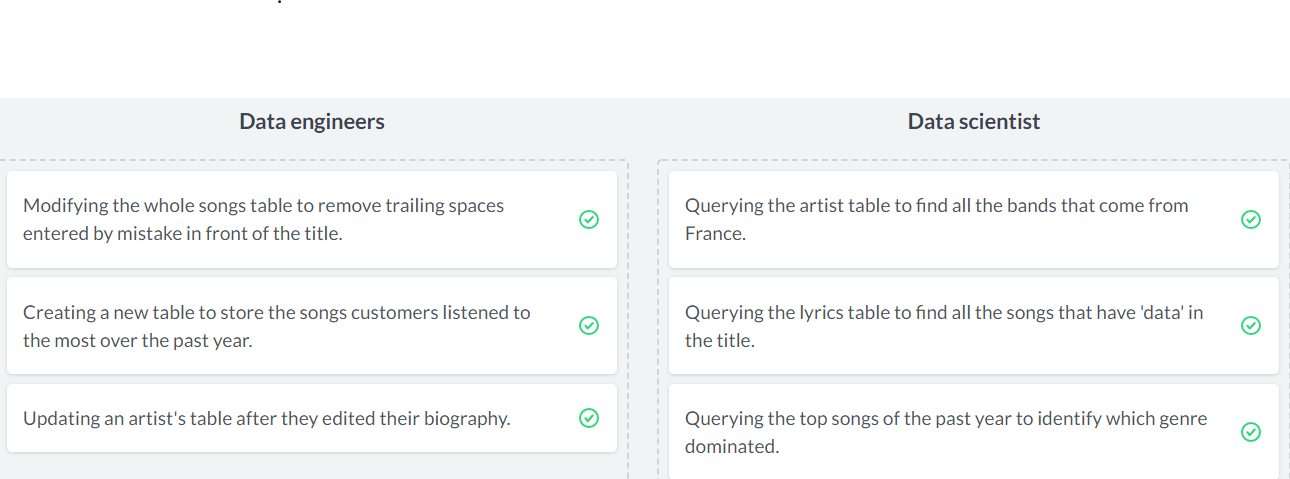 Data engineers
Data scientist
Modifying the whole songs table to remove trailing spaces
entered by mistake in front of the title.
Creating a new table to store the songs customers listened to
the most over the past year.
Updating an artist's table after they edited their biography.
Querying the artist table to find all the bands that come from
France.
Querying the lyrics table to find all the songs that have 'data' in
the title.
Querying the top songs of the past year to identify which genre
dominated.